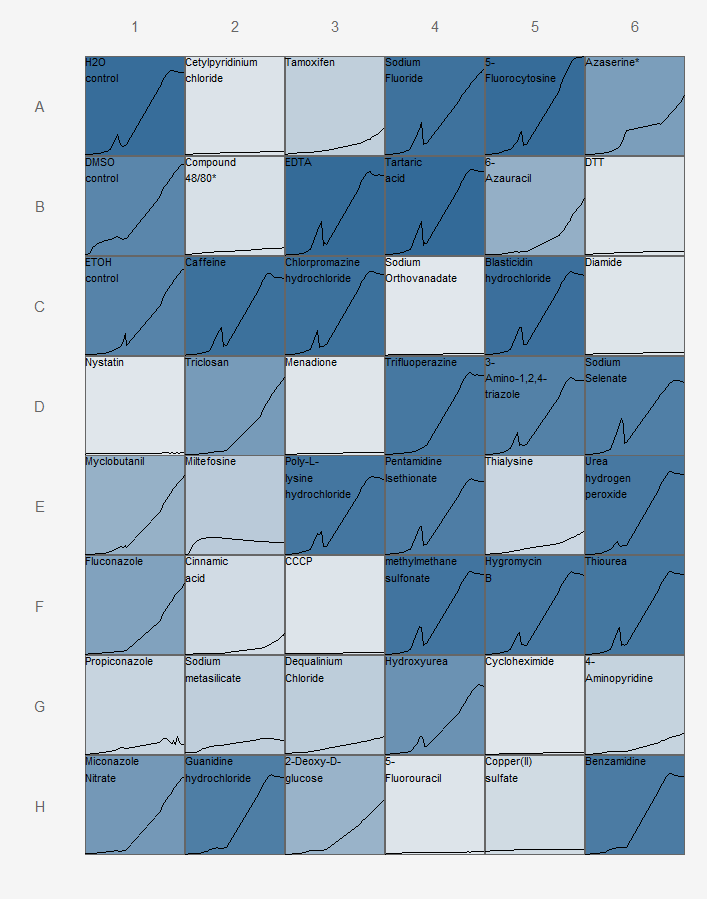 1 2 3 4 5 6
A
H2O
control
Cetylpyridinium
chloride
Tamoxifen
Sodium
Fluoride
5-
Fluorocytosine
Azaserine*
B
DMSO
control
Compound
48/80*
EDTA
Tartaric
acid
6-
Azauracil
DTT
C
ETOH
control
Caffeine
Chlorpromazine
hydrochloride
Sodium
Orthovanadate
Blasticidin
hydrochloride
Diamide
D
Nystatin
Triclosan
Menadione
Trifluoperazine
3-
Amino-1,2,4-
triazole
Sodium
Selenate
E
Myclobutanil
Miltefosine
Poly-L-
lysine
hydrochloride
Pentamidine
Isethionate
Thialysine
Urea
hydrogen
peroxide
F
Fluconazole
Cinnamic
acid
CCCP
methylmethane
sulfonate
Hygromycin
B
Thiourea
G
Propiconazole
Sodium
metasilicate
Dequalinium
Chloride
Hydroxyurea
Cycloheximide
4-
Aminopyridine
H
Miconazole
Nitrate
Guanidine
hydrochloride
2-Deoxy-D-
glucose
5-
Fluorouracil
Copper(II)
sulfate
Benzamidine